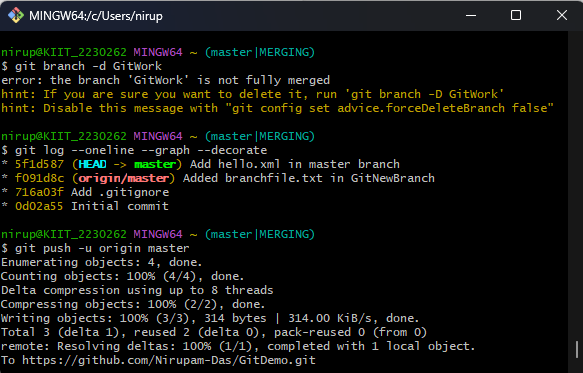 MINGW64:/c/Users/nirup
nirup@KIIT_2230262 MINGW64 ~ (master|MERGING)
$ git branch -d GitWork
error: the branch 'GitWork' is not fully merged
hint: If you are sure you want to delete it, run 'git branch -D GitWork'
hint: Disable this message with "git config set advice.forceDeleteBranch false"
nirup@KIIT_2230262 MINGW64 ~ (master|MERGING)
$ git log --oneline --graph --decorate
* 5f1d587 (HEAD -> master) Add hello.xml in master branch
* f091d8c (origin/master) Added branchfile.txt in GitNewBranch
* 716a03f Add .gitignore
* 0d02a55 Initial commit
nirup@KIIT_2230262 MINGW64 ~ (master|MERGING)
$ git push -u origin master
Enumerating objects: 4, done.
Counting objects: 100% (4/4), done.
Delta compression using up to 8 threads
Compressing objects: 100% (2/2), done.
Writing objects: 100% (3/3), 314 bytes | 314.00 KiB/s, done.
Total 3 (delta 1), reused 2 (delta 0), pack-reused 0 (from 0)
remote: Resolving deltas: 100% (1/1), completed with 1 local object.
To https://github.com/Nirupam-Das/GitDemo.git